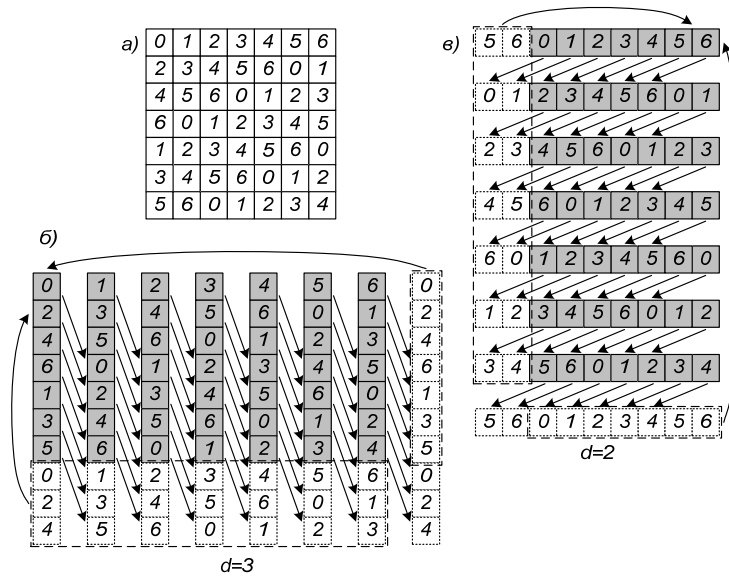 а)
0 1 2 3 4 5 6
2 3 4 5 6 0 1
4 5 6 0 1 2 3
6 0 1 2 3 4 5
1 2 3 4 5 6 0
3 4 5 6 0 1 2
5 6 0 1 2 3 4
б)
0 1 2 3 4 5 6 0
2 3 4 5 6 0 1 2
4 5 6 0 1 2 3 4
6 0 1 2 3 4 5 6
1 2 3 4 5 6 0 1
3 4 5 6 0 1 2 3
5 6 0 1 2 3 4 5
0 1 2 3 4 5 6 0
2 3 4 5 6 0 1 2
4 5 6 0 1 2 3 4
d=3
в)
5 6 0 1 2 3 4 5 6
0 1 2 3 4 5 6 0 1
2 3 4 5 6 0 1 2 3
4 5 6 0 1 2 3 4 5
6 0 1 2 3 4 5 6 0
1 2 3 4 5 6 0 1 2
3 4 5 6 0 1 2 3 4
5 6 0 1 2 3 4 5 6
d=2